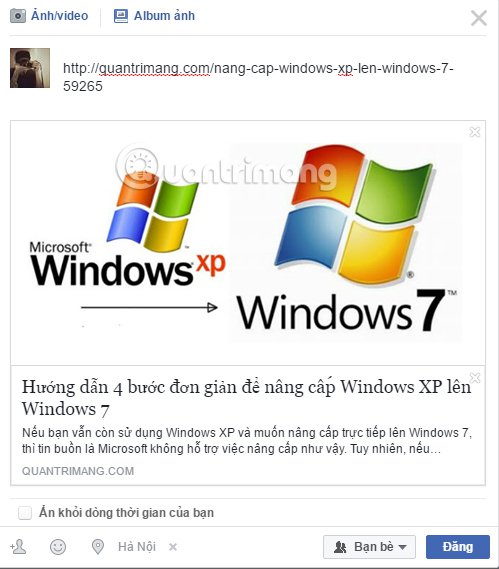 Ảnh/video
Album ảnh
http://quantrimang.com/nang-cap-windows-xp-len-windows-7-
59265
Quantrimang
Microsoft®
Windows xp
Windows 7™
Hướng dẫn 4 bước đơn giản để nâng cấp Windows XP lên
Windows 7
Nếu bạn vẫn còn sử dụng Windows XP và muốn nâng cấp trực tiếp lên Windows 7,
thì tin buồn là Microsoft không hỗ trợ việc nâng cấp như vậy. Tuy nhiên, nếu…
QUANTRIMANG.COM
Ẩn khỏi dòng thời gian của bạn
Hà Nội
Bạn bè
Đăng